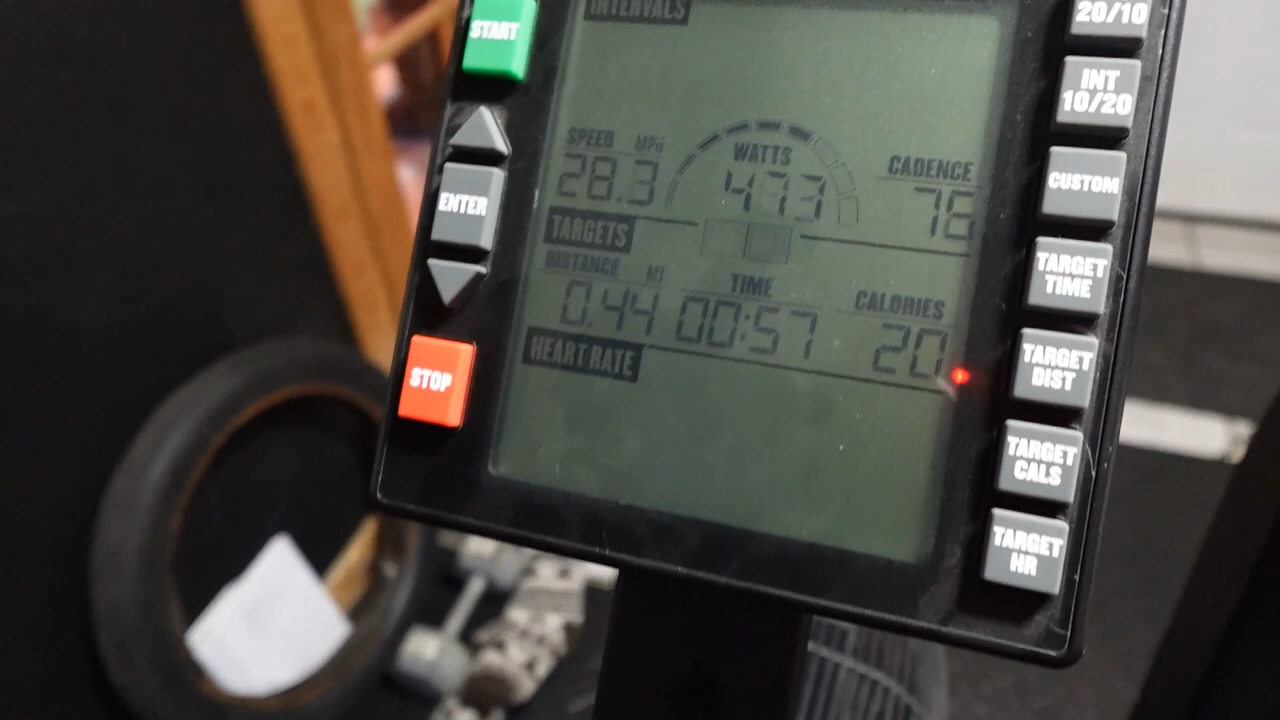 INTERVALS
START
20/10
INT
10/20
SPEED MPH
28.3
WATTS
473
CADENCE
76
CUSTOM
ENTER
TARGETS
DISTANCE MI
0.44
TIME
00:57
CALORIES
20
TARGET
TIME
HEART RATE
STOP
TARGET
DIST
TARGET
CALS
TARGET
HR